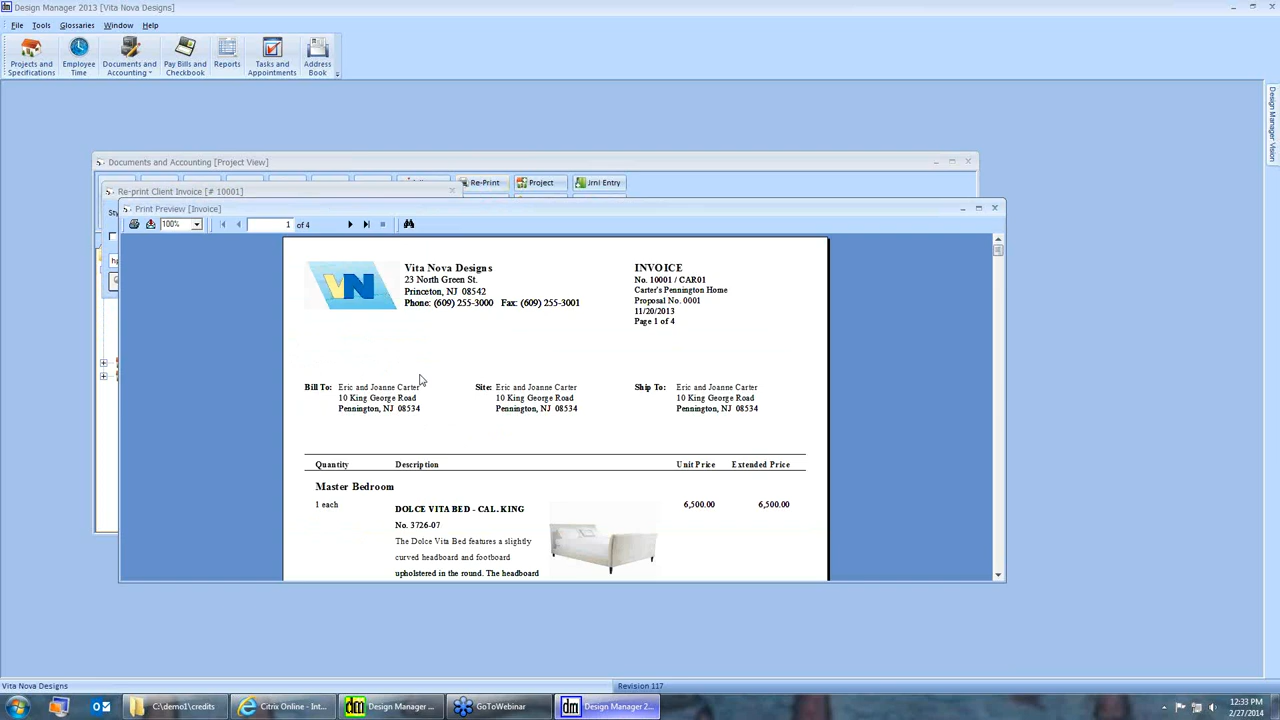 Design Manager 2013 [Vita Nova Designs]
File Tools Glossaries Window Help
Projects and Specifications
Employee Time
Documents and Accounting
Pay Bills and Checkbook
Reports
Tasks and Appointments
Address Book
Design Manager Vision
Documents and Accounting [Project View]
Re-Print Project Jrnl Entry
Re-print Client Invoice [# 10001]
Print Preview [Invoice]
100% 1 of 4
VN
Vita Nova Designs
23 North Green St.
Princeton, NJ 08542
Phone: (609) 255-3000 Fax: (609) 255-3001
INVOICE
No. 10001 / CAR01
Carter's Pennington Home
Proposal No. 0001
11/20/2013
Page 1 of 4
Bill To: Eric and Joanne Carter
10 King George Road
Pennington, NJ 08534
Site: Eric and Joanne Carter
10 King George Road
Pennington, NJ 08534
Ship To: Eric and Joanne Carter
10 King George Road
Pennington, NJ 08534
Quantity Description Unit Price Extended Price
Master Bedroom
1 each DOLCE VITA BED - CAL. KING 6,500.00 6,500.00
No. 3726-07
The Dolce Vita Bed features a slightly
curved headboard and footboard
upholstered in the round. The headboard
Vita Nova Designs Revision 117
C:\demo1\credits Citrix Online - Int... Design Manager ... GoToWebinar Design Manager 2...
12:33 PM
2/27/2014